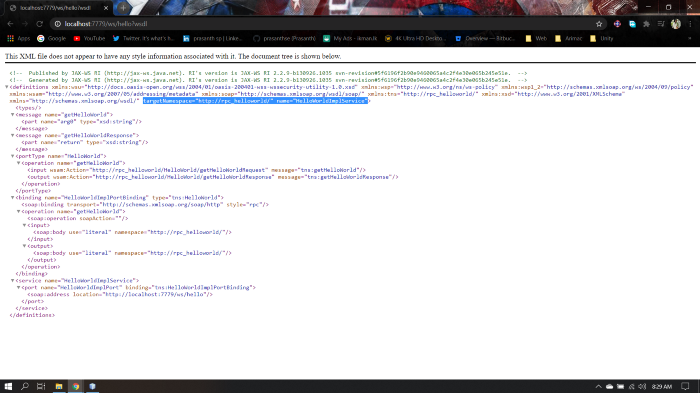 localhost:7779/ws/hello?wsdl
localhost:7779/ws/hello?wsdl
Apps Google YouTube Twitter. It's what's h... prasanth sp | Linke... prasanthee (Prasanth) My Ads - iknan.lk 4K Ultra HD Deskto... Overview — Bitbuc... Web Admar Unity
This XML file does not appear to have any style information associated with it. The document tree is shown below.
<!-- Published by JAX-WS RI (http://jax-ws.java.net). RI's version is JAX-WS RI 2.2.9-b130926.1035 svn-revision#5f6196f2b90e9460065a4c2f4e30e065b245e51e. -->
<!-- Generated by JAX-WS RI (http://jax-ws.java.net). RI's version is JAX-WS RI 2.2.9-b130926.1035 svn-revision#5f6196f2b90e9460065a4c2f4e30e065b245e51e. -->
<definitions xmlns:wsu="http://docs.oasis-open.org/wss/2004/01/oasis-200401-wss-wssecurity-utility-1.0.xsd" xmlns:wsp="http://www.w3.org/ns/ws-policy" xmlns:wsp1_2="http://schemas.xmlsoap.org/ws/2004/09/policy"
xmlns:wsam="http://www.w3.org/2007/05/addressing/metadata" xmlns:soap="http://schemas.xmlsoap.org/wsdl/soap/" xmlns:tns="http://rpc_helloworld/" xmlns:xsd="http://www.w3.org/2001/XMLSchema"
xmlns="http://schemas.xmlsoap.org/wsdl/" targetNamespace="http://rpc_helloworld/" name="HelloWorldImplService">
<types/>
<message name="getHelloWorld">
<part name="arg0" type="xsd:string"/>
</message>
<message name="getHelloWorldResponse">
<part name="return" type="xsd:string"/>
</message>
<portType name="HelloWorld">
<operation name="getHelloWorld">
<input wsam:Action="http://rpc_helloworld/HelloWorld/getHelloWorldRequest" message="tns:getHelloWorld"/>
<output wsam:Action="http://rpc_helloworld/HelloWorld/getHelloWorldResponse" message="tns:getHelloWorldResponse"/>
</operation>
</portType>
<binding name="HelloWorldImplPortBinding" type="tns:HelloWorld">
<soap:binding transport="http://schemas.xmlsoap.org/soap/http" style="rpc"/>
<operation name="getHelloWorld">
<soap:operation soapAction=""/>
<input>
<soap:body use="literal" namespace="http://rpc_helloworld/"/>
</input>
<output>
<soap:body use="literal" namespace="http://rpc_helloworld/"/>
</output>
</operation>
</binding>
<service name="HelloWorldImplService">
<port name="HelloWorldImplPort" binding="tns:HelloWorldImplPortBinding">
<soap:address location="http://localhost:7779/ws/hello"/>
</port>
</service>
</definitions>
8:29 AM